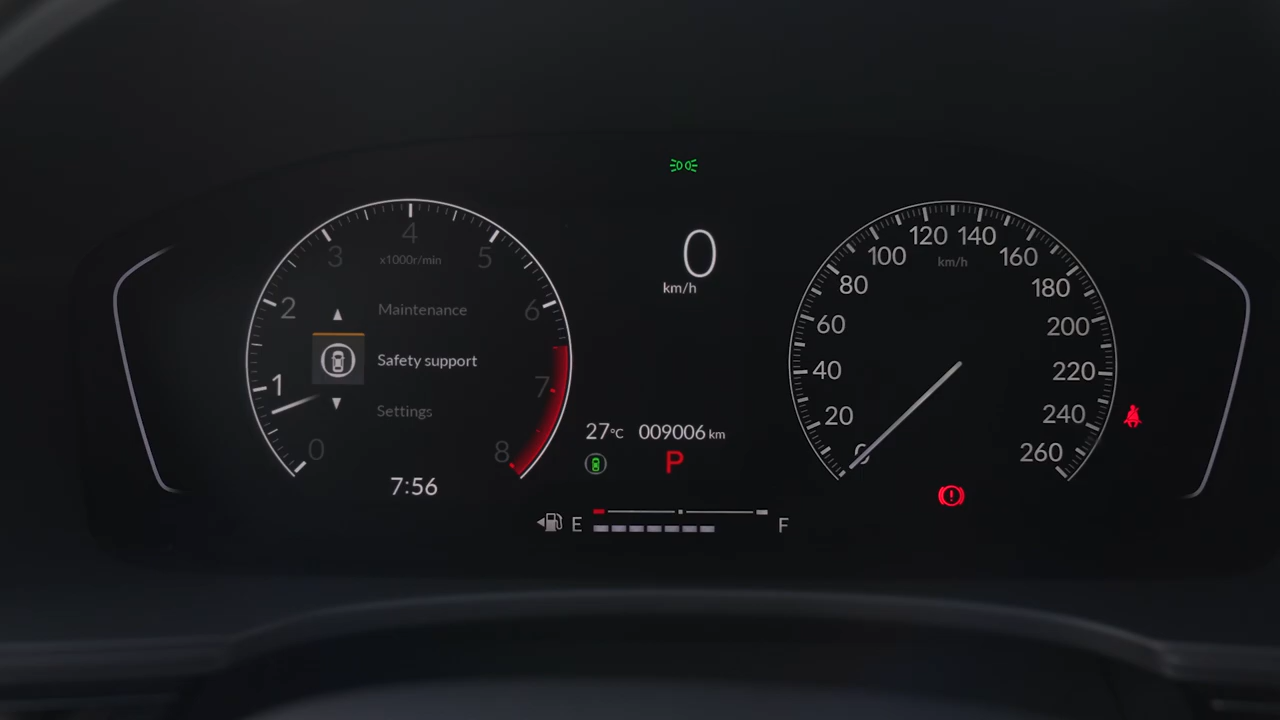 0
1
2
3
4
5
6
7
8
x1000r/min
Maintenance
Safety support
Settings
7:56
0
km/h
27°C 009006 km
P
E F
0
20
40
60
80
100
120
140
160
180
200
220
240
260
km/h